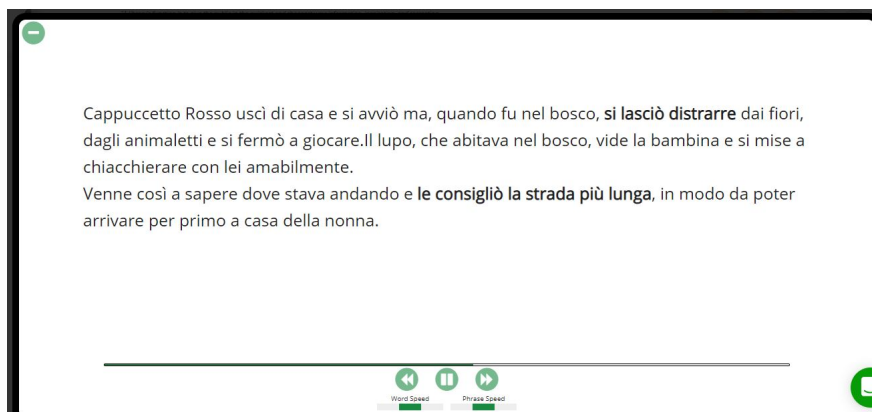 Cappuccetto Rosso uscì di casa e si avviò ma, quando fu nel bosco, si lasciò distrarre dai fiori,
dagli animaletti e si fermò a giocare.Il lupo, che abitava nel bosco, vide la bambina e si mise a
chiacchierare con lei amabilmente.
Venne così a sapere dove stava andando e le consigliò la strada più lunga, in modo da poter
arrivare per primo a casa della nonna.
Word Speed Phrase Speed